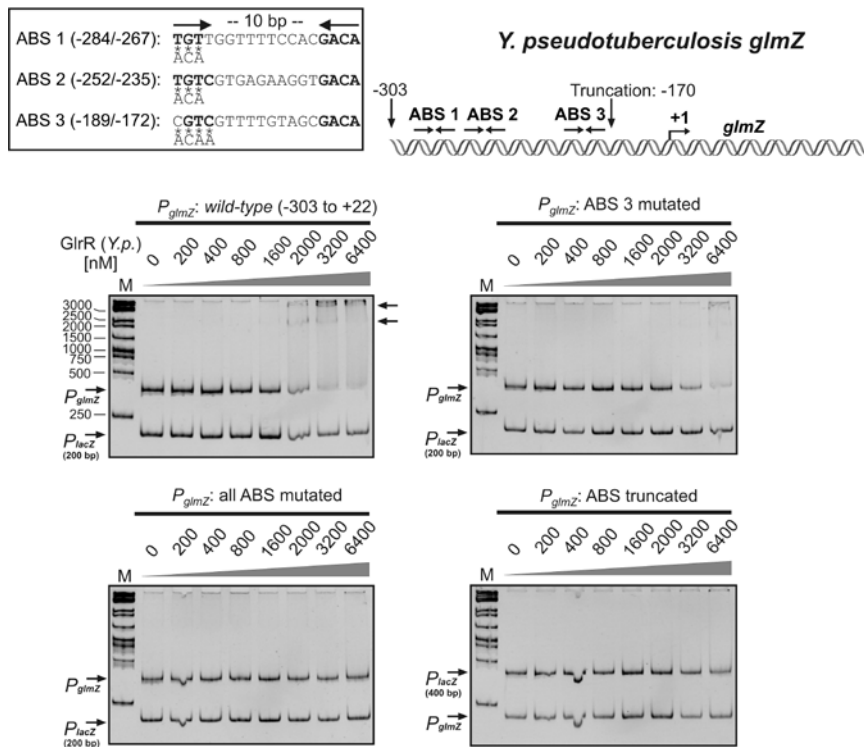 -- 10 bp --
ABS 1 (-284/-267): TGTTGGTTTTCCACGACA
***
ACA
ABS 2 (-252/-235): TGTCGTGAGAAGGTGACA
***
ACA
ABS 3 (-189/-172): CGTCGTTTTGTAGCGACA
****
ACAA
Y. pseudotuberculosis glmZ
-303
Truncation: -170
ABS 1 ABS 2 ABS 3 +1 glmZ
PglmZ: wild-type (-303 to +22)
GlrR (Y.p.) [nM]
0 200 400 800 1600 2000 3200 6400
M
3000
2500
2000
1500
1000
750
500
PglmZ
250
PlacZ
(200 bp)
PglmZ: ABS 3 mutated
0 200 400 800 1600 2000 3200 6400
M
PglmZ
PlacZ
(200 bp)
PglmZ: all ABS mutated
0 200 400 800 1600 2000 3200 6400
M
PglmZ
PlacZ
(200 bp)
PglmZ: ABS truncated
0 200 400 800 1600 2000 3200 6400
M
PlacZ
(400 bp)
PglmZ